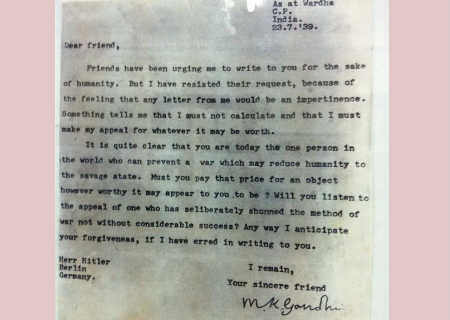 As at Wardha
C.P.
India.
23.7.'39.
Dear friend,
Friends have been urging me to write to you for the sake
of humanity. But I have resisted their request, because of
the feeling that any letter from me would be an impertinence.
Something tells me that I must not calculate and that I must
make my appeal for whatever it may be worth.
It is quite clear that you are today the one person in
the world who can prevent a war which may reduce humanity to
the savage state. Must you pay that price for an object
however worthy it may appear to you to be ? Will you listen to
the appeal of one who has seliberately shunned the method of
war not without considerable success? Any way I anticipate
your forgiveness, if I have erred in writing to you.
Herr Hitler
Berlin
Germany.
I remain,
Your sincere friend
M.K.Gandhi